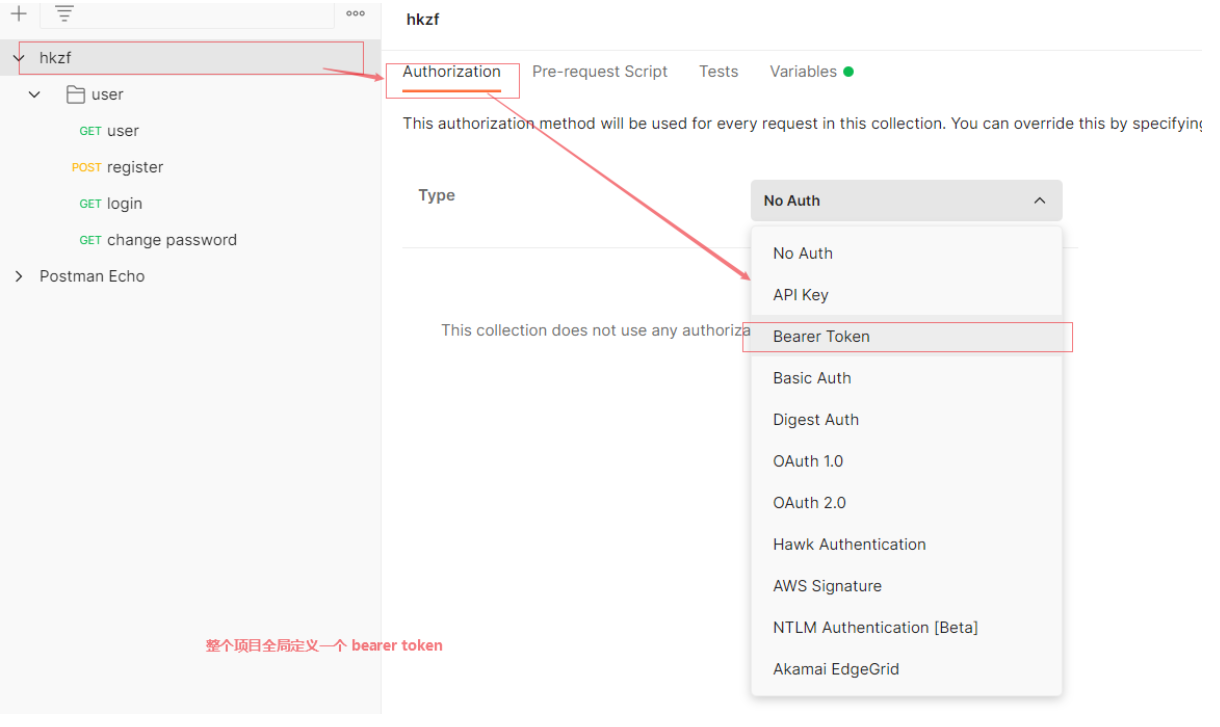 hkzf
hkzf
user
GET user
POST register
GET login
GET change password
Postman Echo
Authorization
Pre-request Script
Tests
Variables
This authorization method will be used for every request in this collection. You can override this by specifying
Type
No Auth
No Auth
API Key
This collection does not use any authoriza
Bearer Token
Basic Auth
Digest Auth
OAuth 1.0
OAuth 2.0
Hawk Authentication
AWS Signature
NTLM Authentication [Beta]
Akamai EdgeGrid
整个项目全局定义一个 bearer token